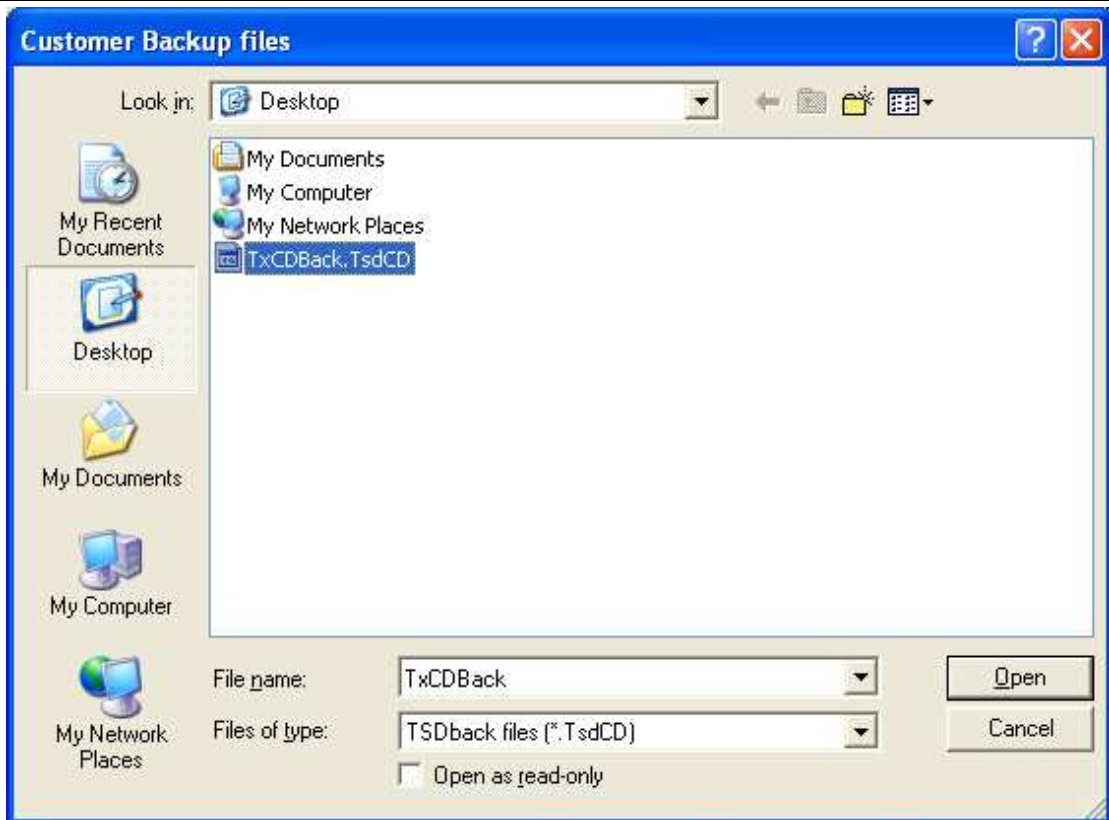 Customer Backup files
Look in: Desktop
My Documents
My Computer
My Network Places
TxCDBack.TsdCD
My Recent
Documents
Desktop
My Documents
My Computer
My Network
Places
File name: TxCDBack Open
Files of type: TSDback files (*.TsdCD) Cancel
Open as read-only